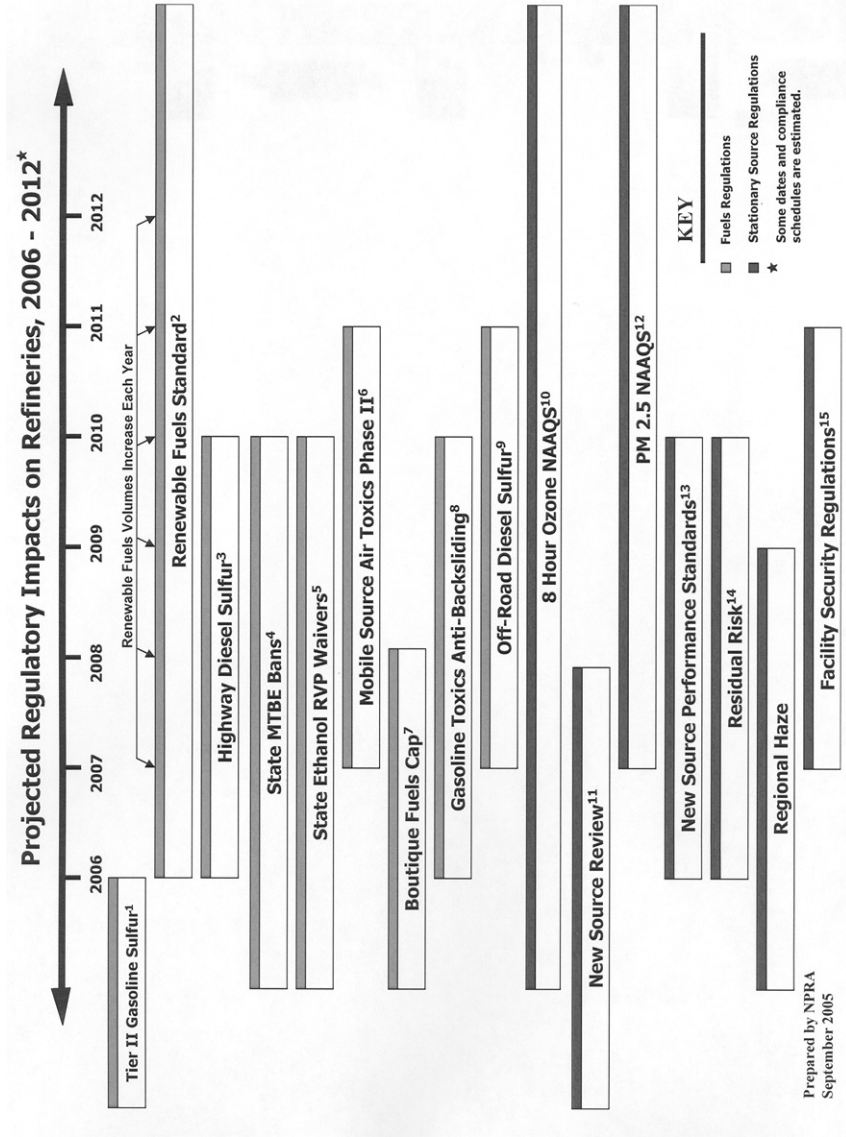 Projected Regulatory Impacts on Refineries, 2006 - 2012★
2006 2007 2008 2009 2010 2011 2012
Tier II Gasoline Sulfur1
Renewable Fuels Volumes Increase Each Year
Renewable Fuels Standard2
Highway Diesel Sulfur3
State MTBE Bans4
State Ethanol RVP Waivers5
Mobile Source Air Toxics Phase II6
Boutique Fuels Cap7
Gasoline Toxics Anti-Backsliding8
Off-Road Diesel Sulfur9
8 Hour Ozone NAAQS10
New Source Review11
PM 2.5 NAAQS12
New Source Performance Standards13
Residual Risk14
Regional Haze
Facility Security Regulations15
KEY
Fuels Regulations
Stationary Source Regulations
★ Some dates and compliance
schedules are estimated.
Prepared by NPRA
September 2005